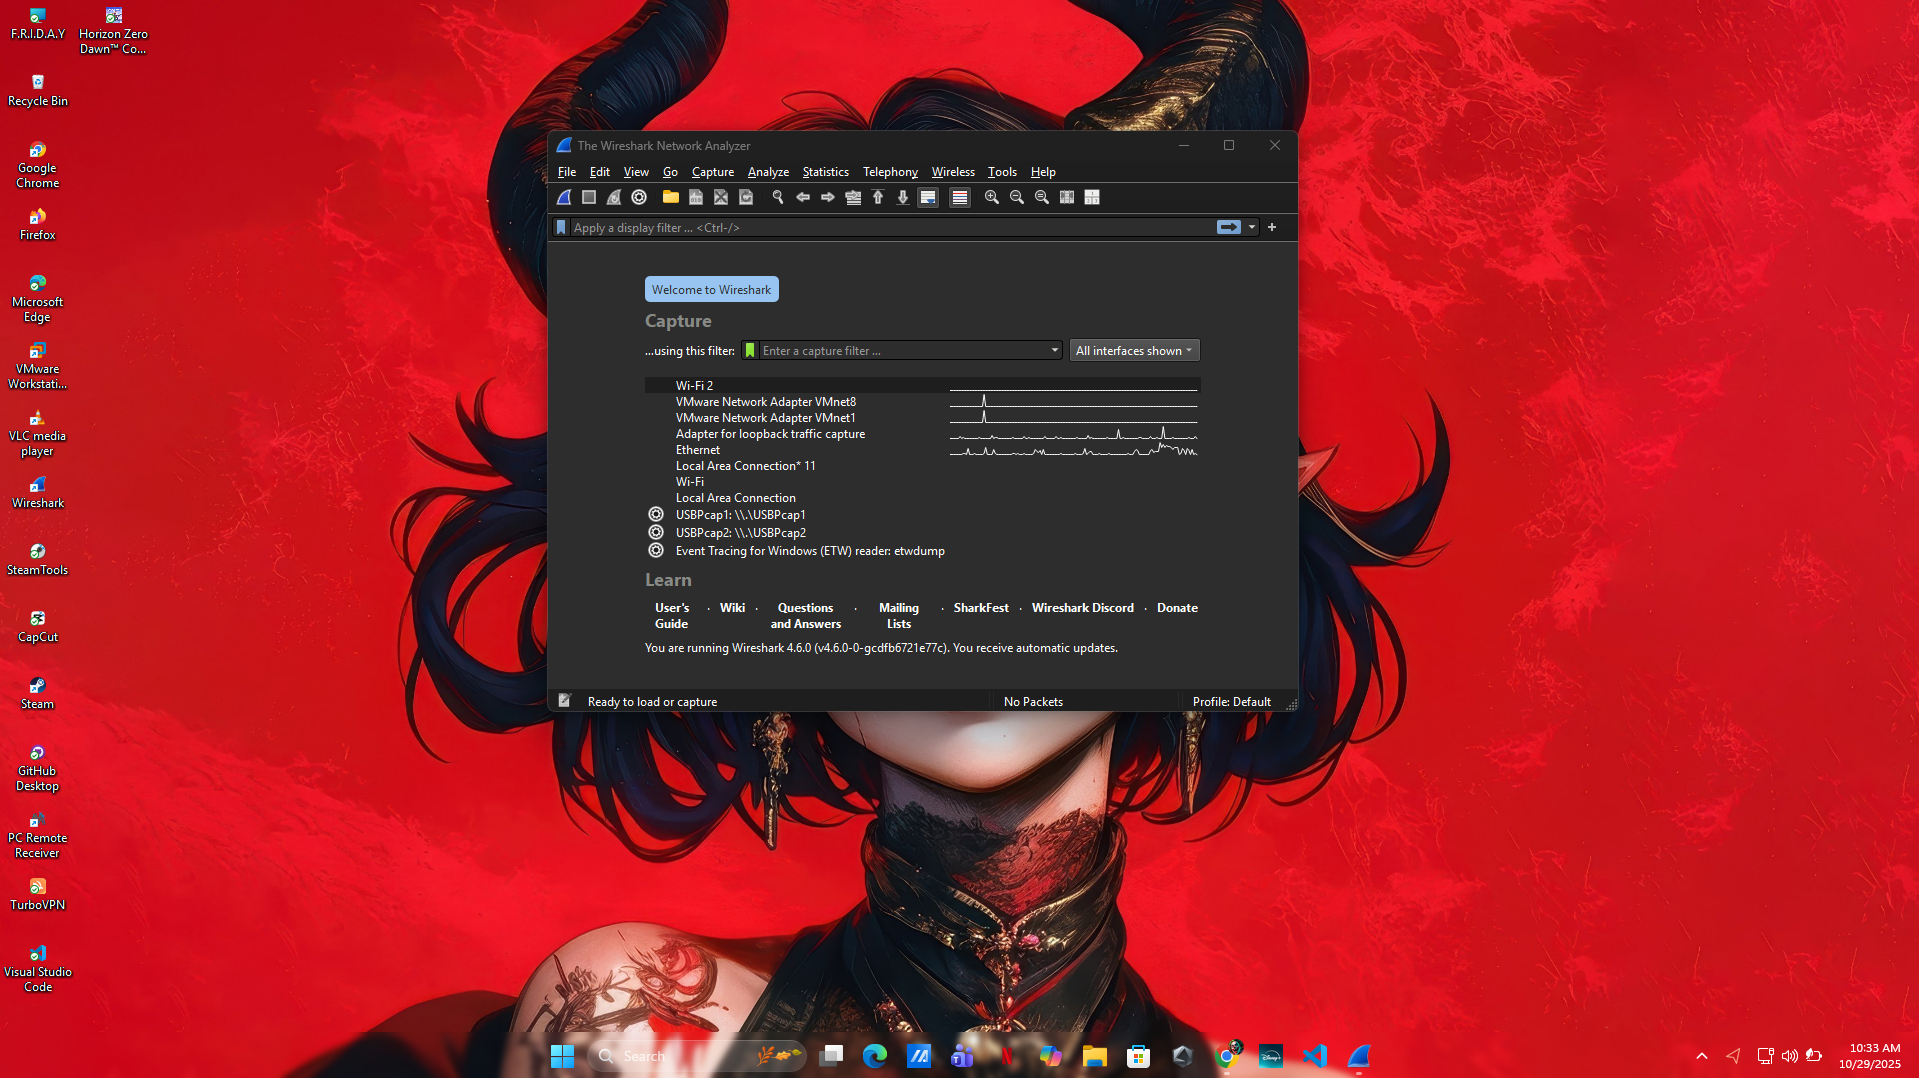 F.R.I.D.A.Y
Horizon Zero
Dawn™ Co...
Recycle Bin
Google
Chrome
Firefox
Microsoft
Edge
VMware
Workstati...
VLC media
player
Wireshark
SteamTools
CapCut
Steam
GitHub
Desktop
PC Remote
Receiver
TurboVPN
Visual Studio
Code
The Wireshark Network Analyzer
File Edit View Go Capture Analyze Statistics Telephony Wireless Tools Help
Apply a display filter ... <Ctrl-/>
Welcome to Wireshark
Capture
...using this filter: Enter a capture filter ... All interfaces shown
Wi-Fi 2
VMware Network Adapter VMnet8
VMware Network Adapter VMnet1
Adapter for loopback traffic capture
Ethernet
Local Area Connection* 11
Wi-Fi
Local Area Connection
USBPcap1: \\.\USBPcap1
USBPcap2: \\.\USBPcap2
Event Tracing for Windows (ETW) reader: etwdump
Learn
User's Guide · Wiki · Questions and Answers · Mailing Lists · SharkFest · Wireshark Discord · Donate
You are running Wireshark 4.6.0 (v4.6.0-0-gcdfb6721e77c). You receive automatic updates.
Ready to load or capture No Packets Profile: Default
Search
10:33 AM
10/29/2025